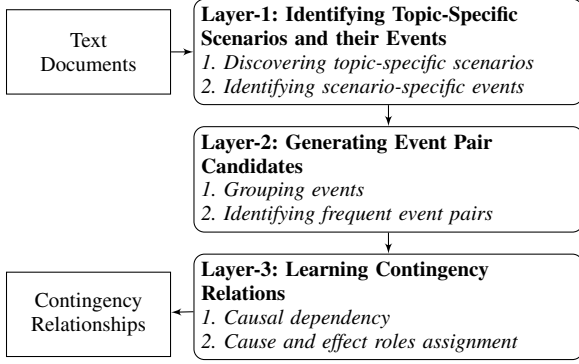 Text
Documents
Layer-1: Identifying Topic-Specific
Scenarios and their Events
1. Discovering topic-specific scenarios
2. Identifying scenario-specific events
Layer-2: Generating Event Pair
Candidates
1. Grouping events
2. Identifying frequent event pairs
Layer-3: Learning Contingency
Relations
1. Causal dependency
2. Cause and effect roles assignment
Contingency
Relationships